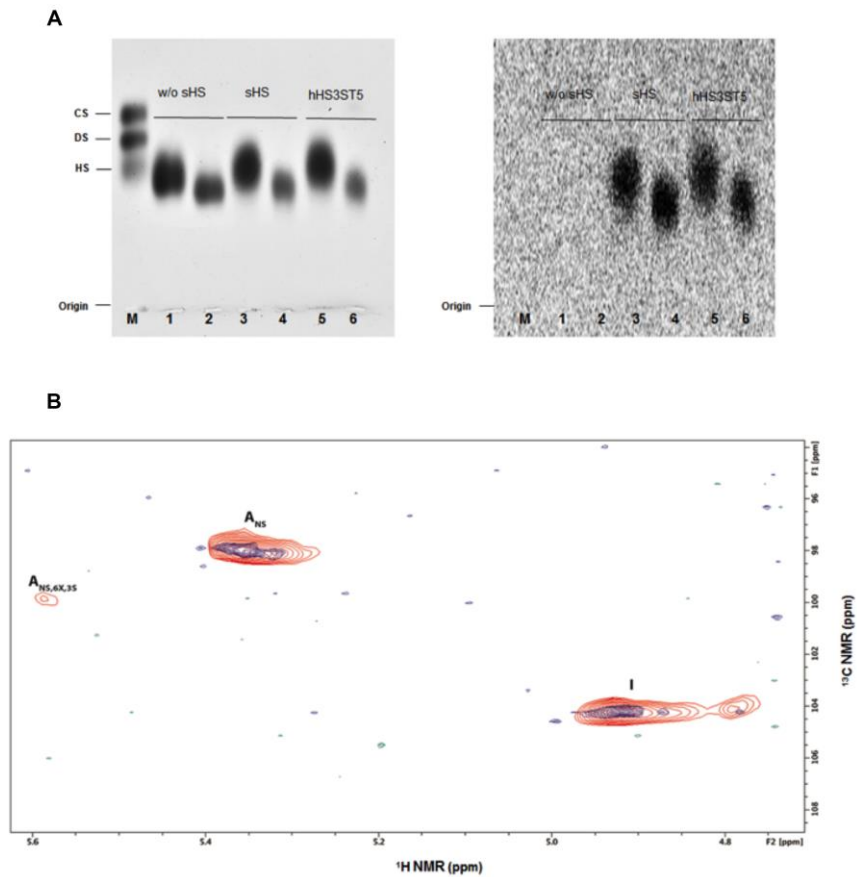 A
w/o sHS sHS hHS3ST5
CS
DS
HS
Origin
M 1 2 3 4 5 6
w/o sHS sHS hHS3ST5
Origin
M 1 2 3 4 5 6
B
F1 [ppm]
A NS
A NS,6X,3S
I
96
98
100
102
104
106
108
¹³C NMR (ppm)
5.6 5.4 5.2 5.0 4.8 F2 [ppm]
¹H NMR (ppm)